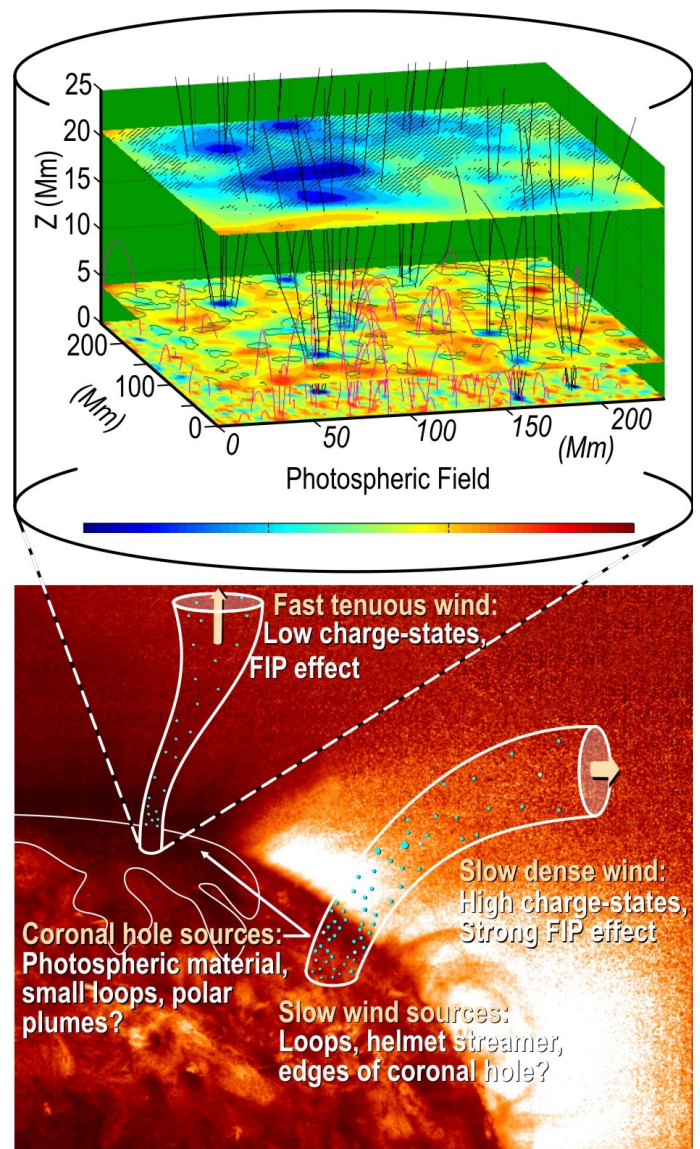 25
20
15
10
5
0
Z (Mm)
200
100
0
(Mm)
0
50
100
150
200
(Mm)
Photospheric Field
Fast tenuous wind:
Low charge-states,
FIP effect
Slow dense wind:
High charge-states,
Strong FIP effect
Coronal hole sources:
Photospheric material,
small loops, polar
plumes?
Slow wind sources:
Loops, helmet streamer,
edges of coronal hole?